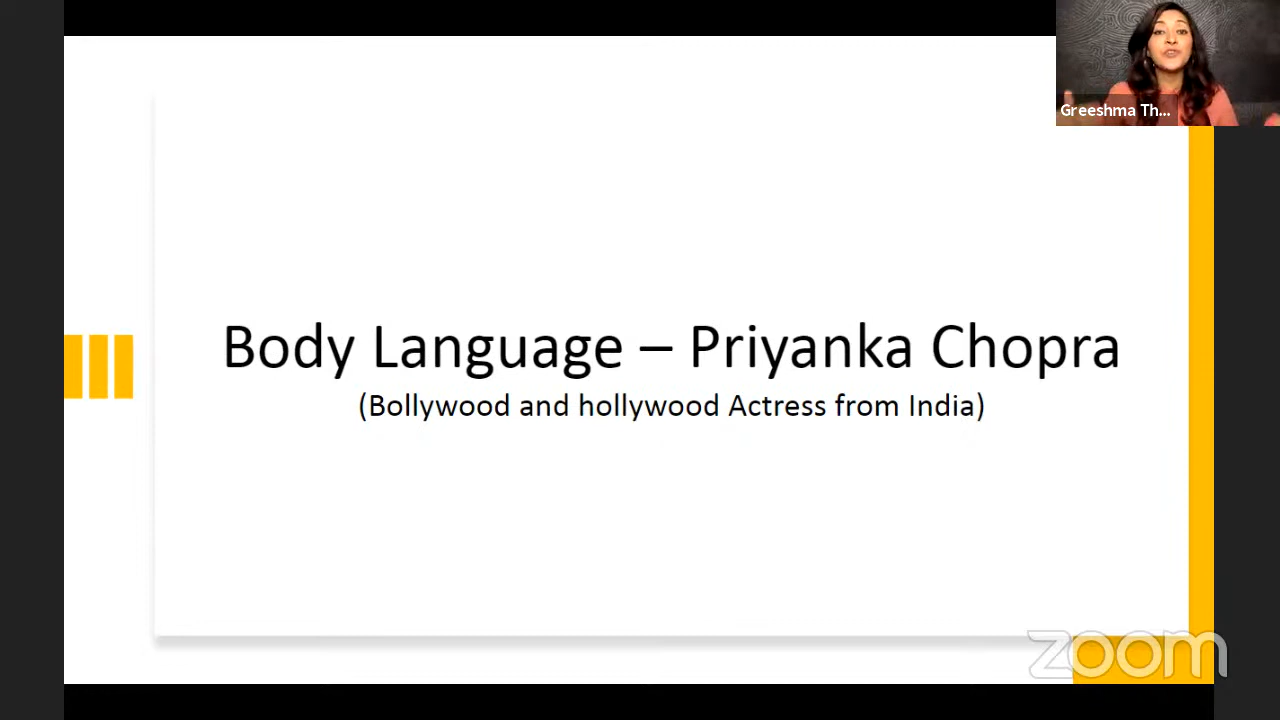 Greeshma Th...
Body Language – Priyanka Chopra
(Bollywood and hollywood Actress from India)
zoom